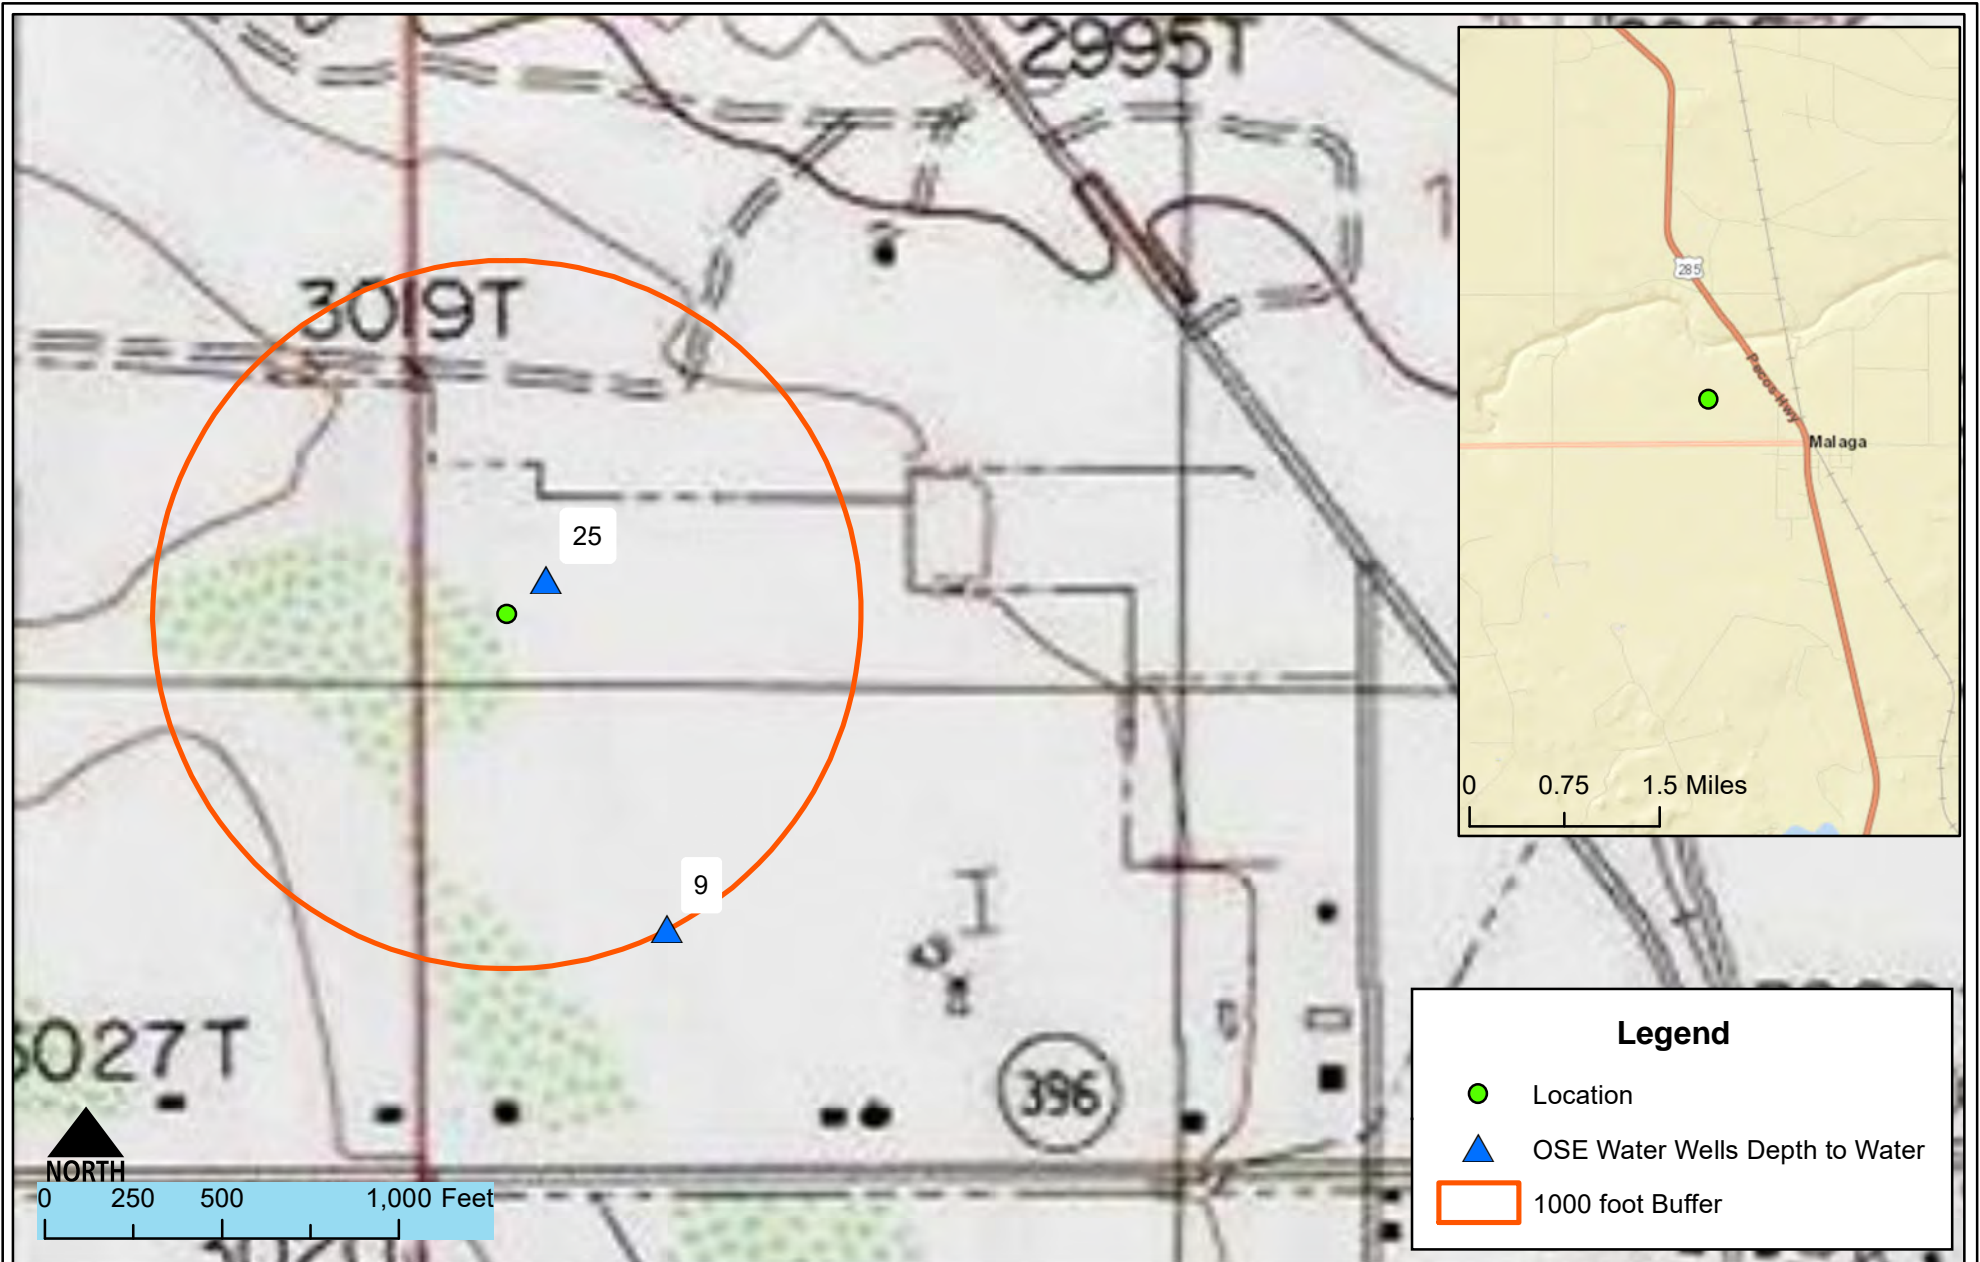 2995T
3019T
25
9
396
NORTH
0 250 500 1,000 Feet
285
Pecos Hwy
Malaga
0 0.75 1.5 Miles
Legend
Location
OSE Water Wells Depth to Water
1000 foot Buffer